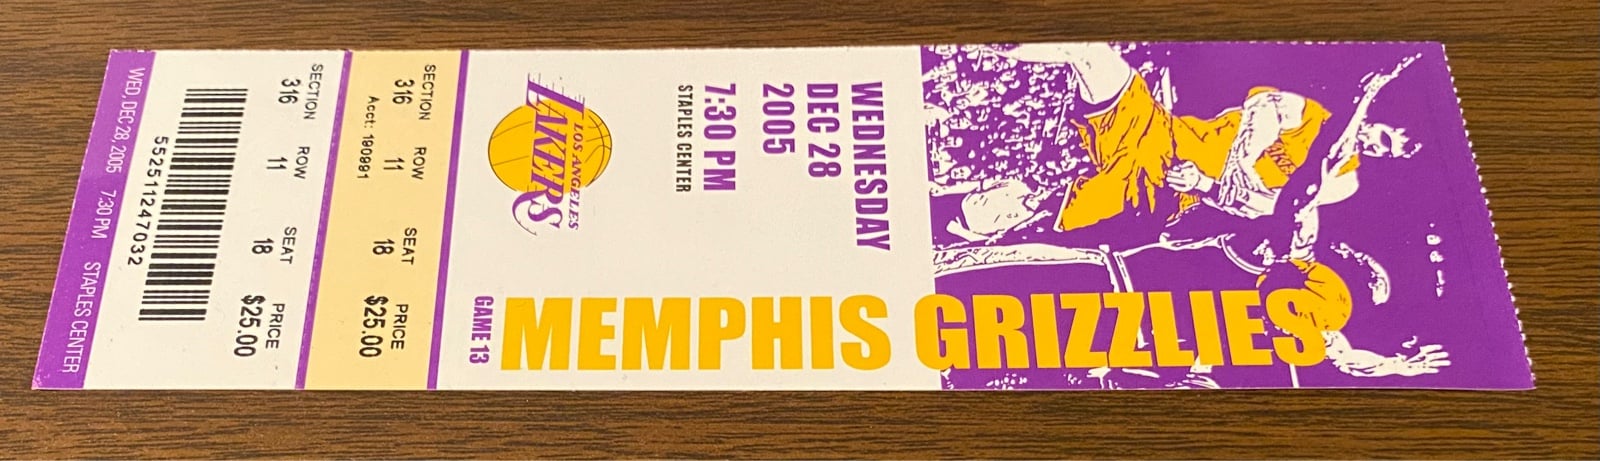 WED, DEC 28, 2005 7:30 PM STAPLES CENTER
552511247032
SECTION ROW SEAT PRICE
316 11 18 $25.00
SECTION ROW SEAT PRICE
316 11 18 $25.00
Acct: 190991
LOS ANGELES
LAKERS
GAME 13
WEDNESDAY
DEC 28
2005
7:30 PM
STAPLES CENTER
MEMPHIS GRIZZLIES